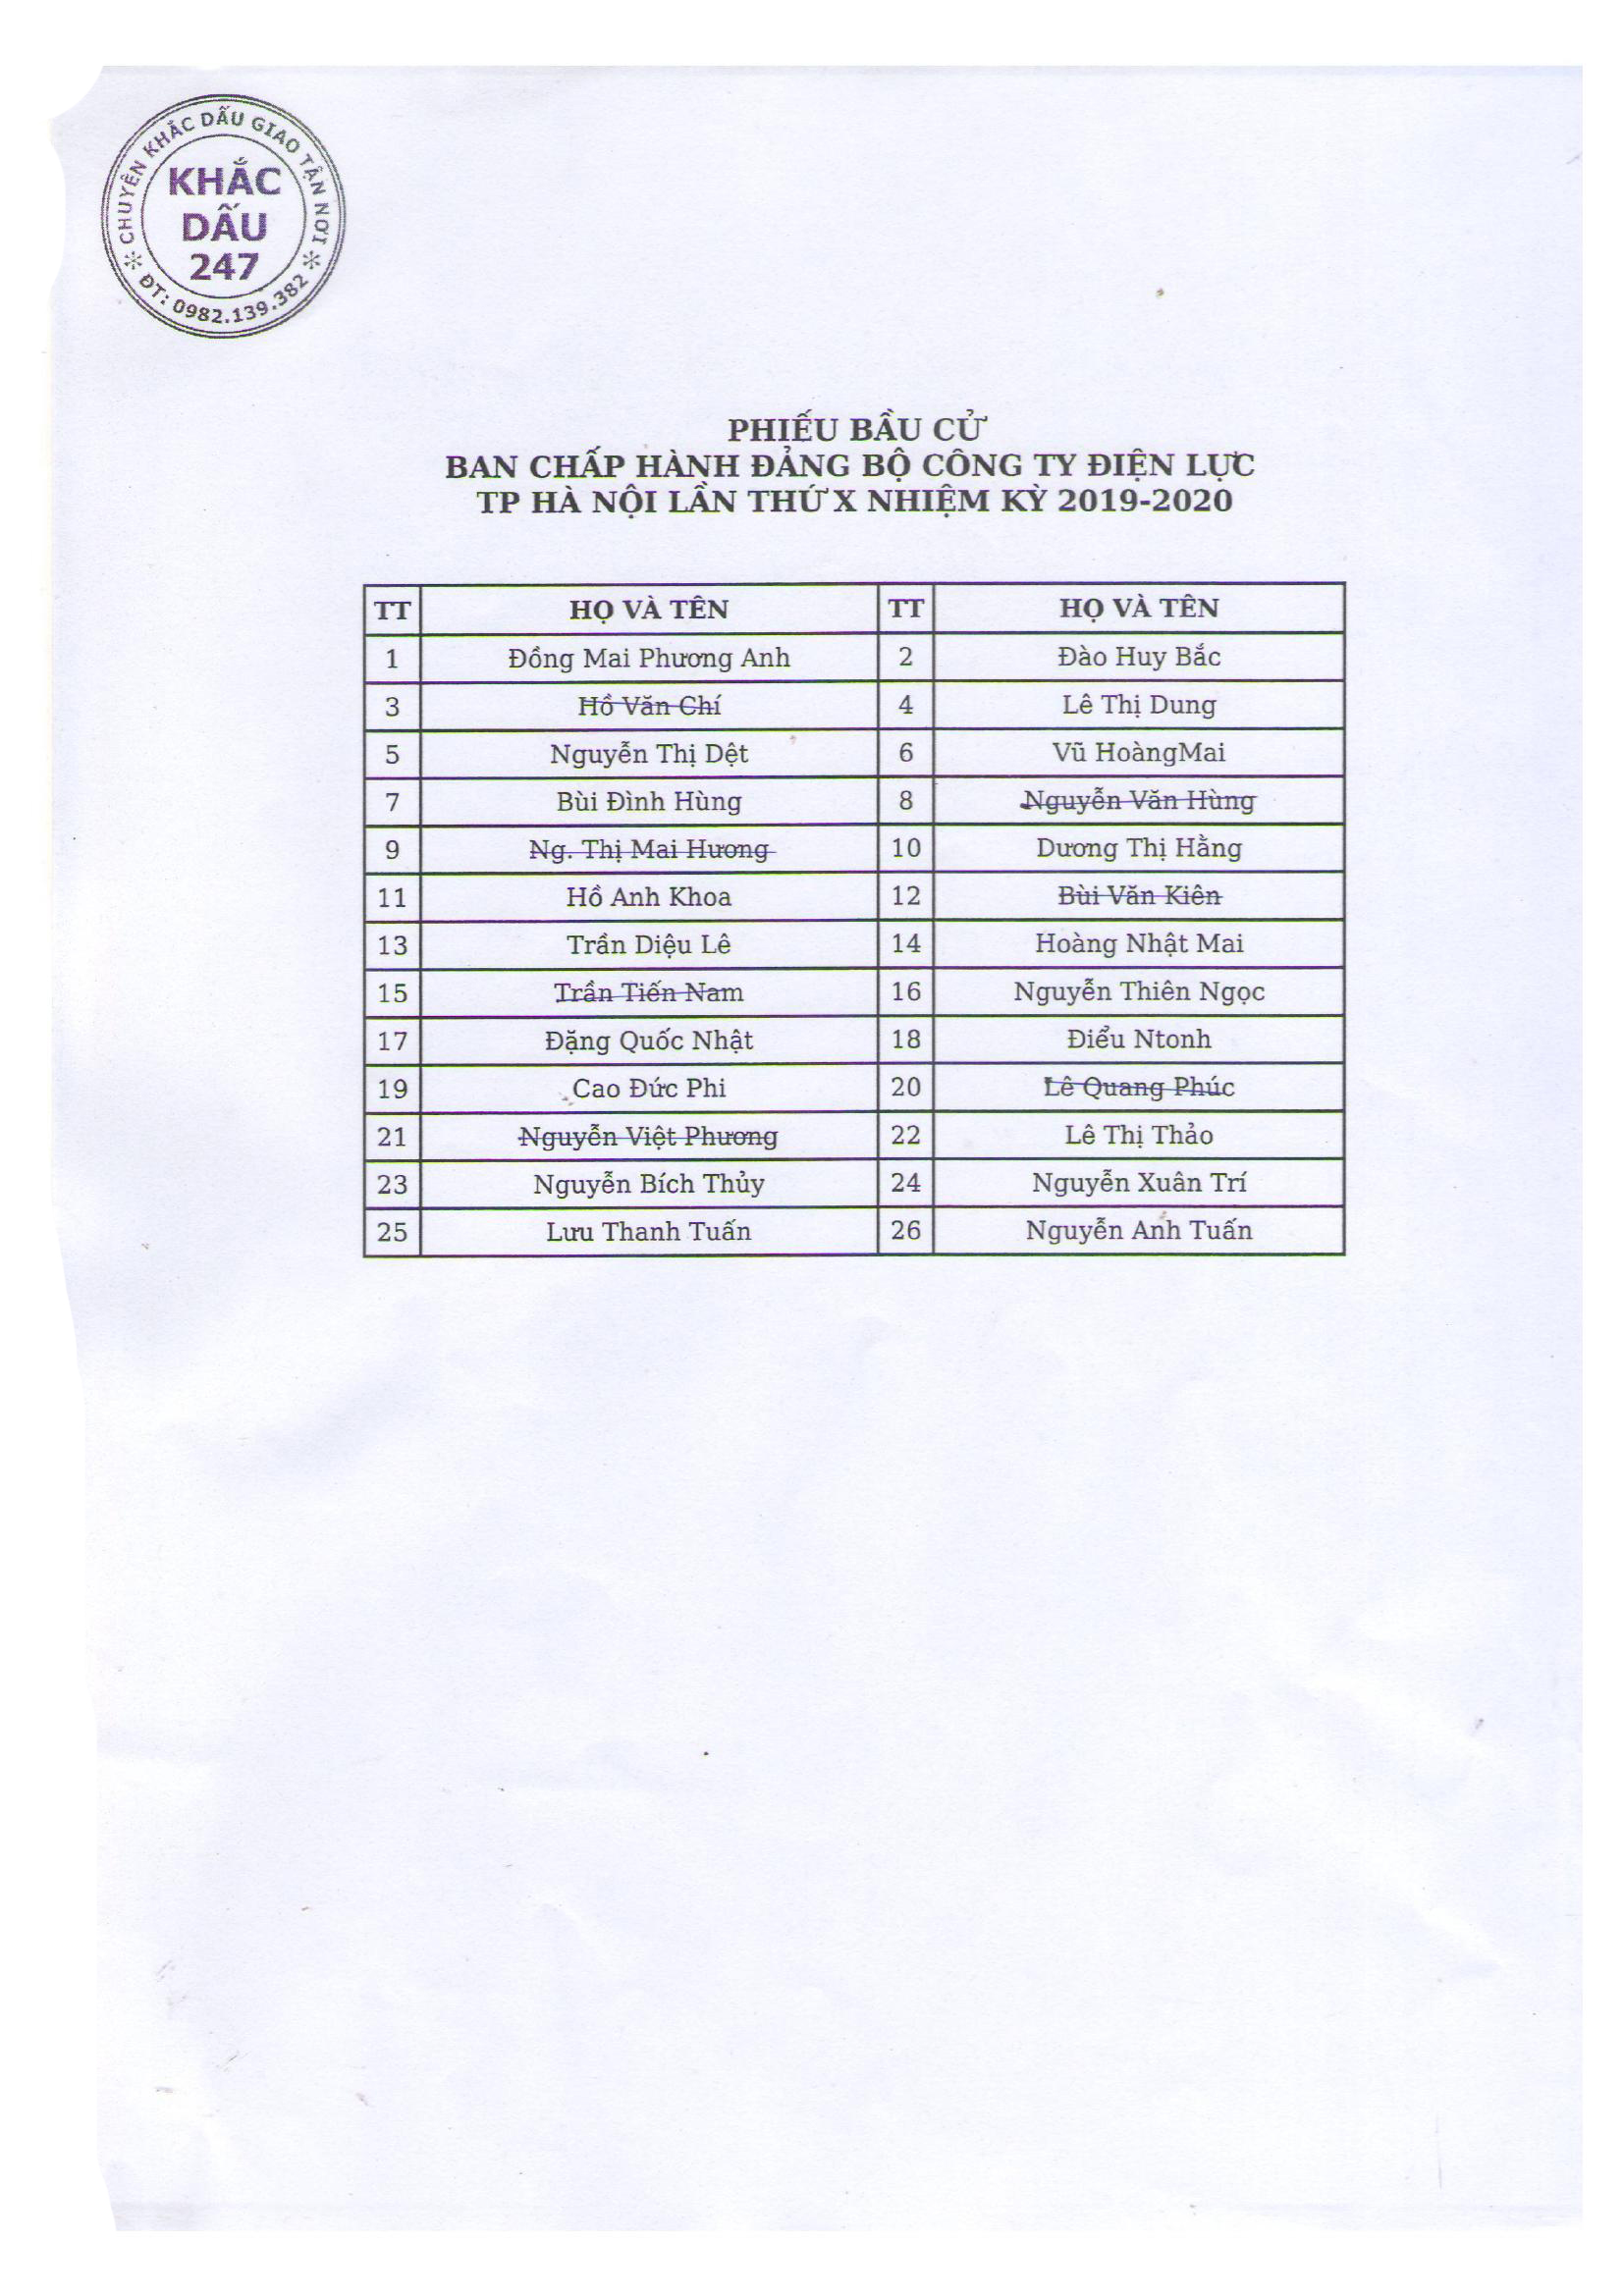 CHUYÊN KHẮC DẤU GIAO TẬN NƠI
KHẮC
DẤU
247
ĐT: 0982.139.382
PHIẾU BẦU CỬ
BAN CHẤP HÀNH ĐẢNG BỘ CÔNG TY ĐIỆN LỰC
TP HÀ NỘI LẦN THỨ X NHIỆM KỲ 2019-2020
TT HỌ VÀ TÊN TT HỌ VÀ TÊN
1 Đồng Mai Phương Anh 2 Đào Huy Bắc
3 Hồ Văn Chí 4 Lê Thị Dung
5 Nguyễn Thị Dệt 6 Vũ HoàngMai
7 Bùi Đình Hùng 8 Nguyễn Văn Hùng
9 Ng. Thị Mai Hương 10 Dương Thị Hằng
11 Hồ Anh Khoa 12 Bùi Văn Kiên
13 Trần Diệu Lê 14 Hoàng Nhật Mai
15 Trần Tiến Nam 16 Nguyễn Thiên Ngọc
17 Đặng Quốc Nhật 18 Điểu Ntonh
19 Cao Đức Phi 20 Lê Quang Phúc
21 Nguyễn Việt Phương 22 Lê Thị Thảo
23 Nguyễn Bích Thủy 24 Nguyễn Xuân Trí
25 Lưu Thanh Tuấn 26 Nguyễn Anh Tuấn